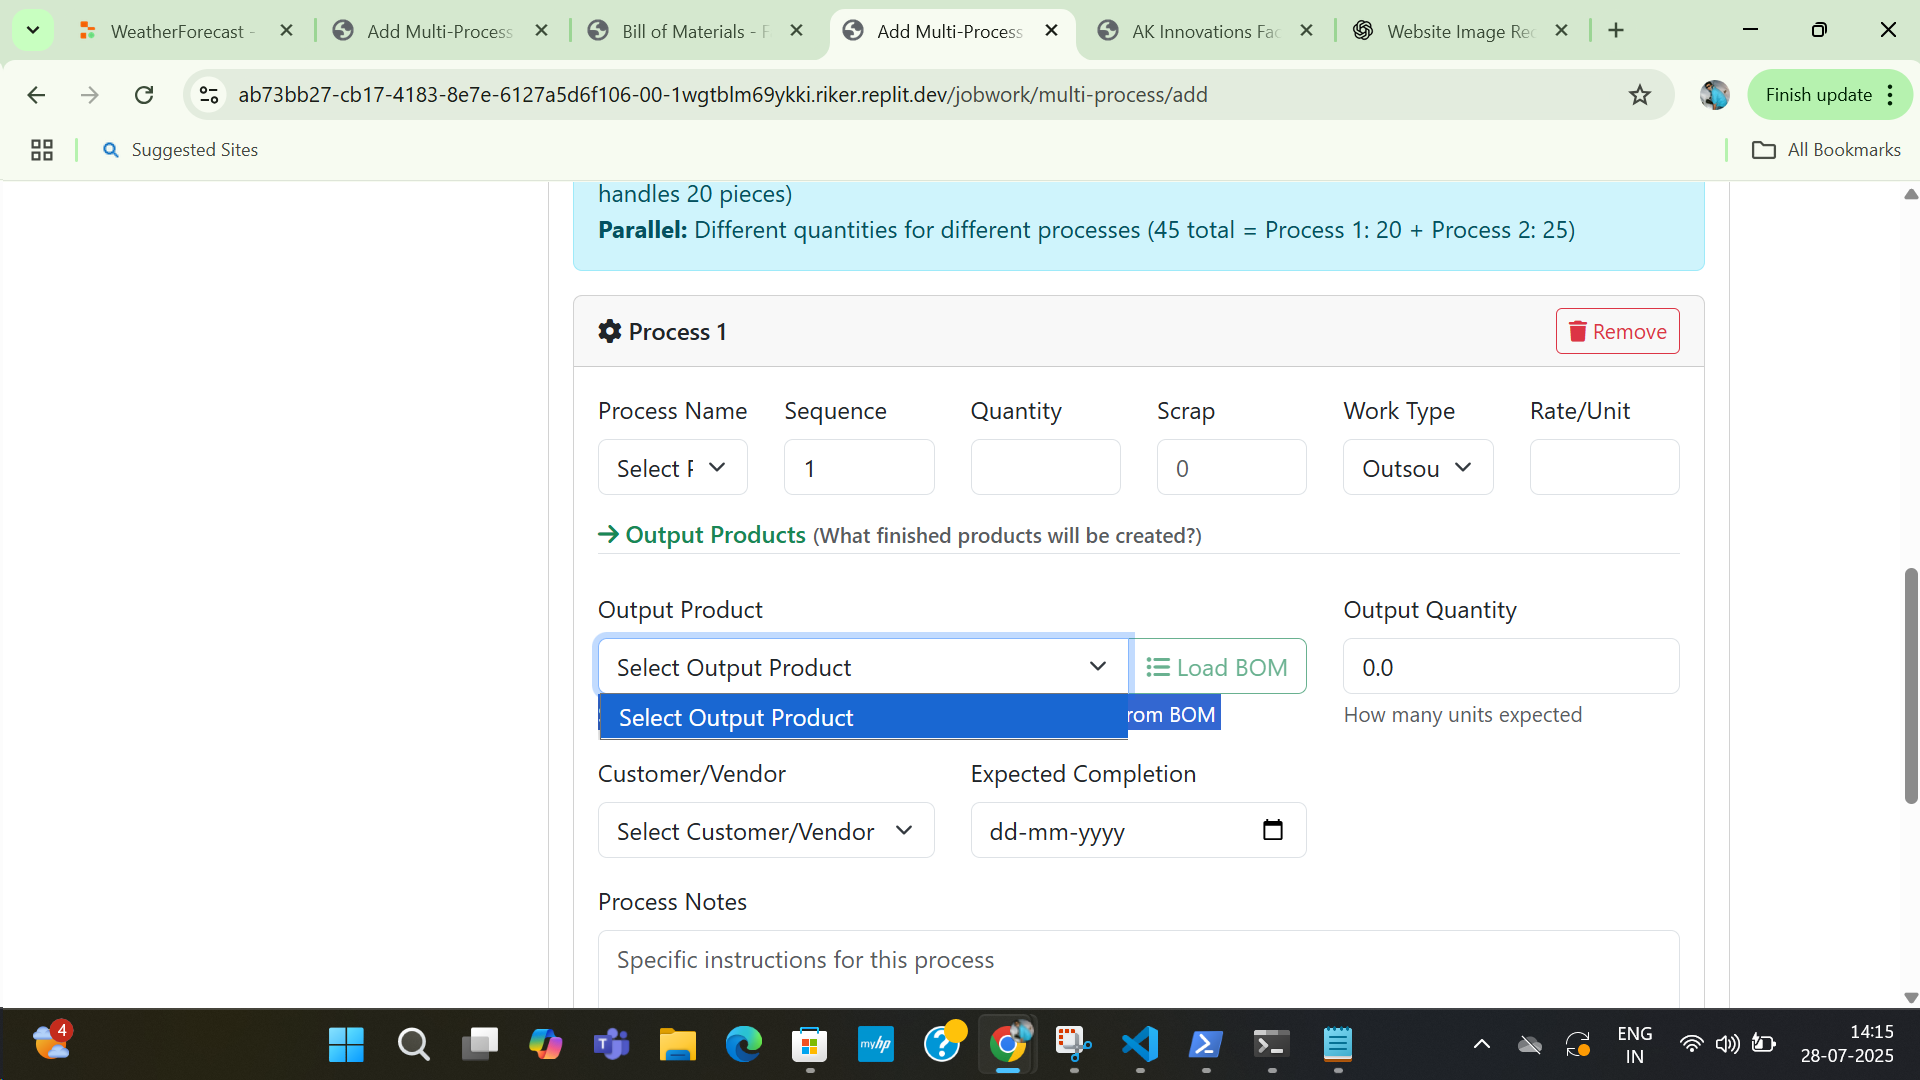 WeatherForecast -
Add Multi-Process
Bill of Materials - F
Add Multi-Process
AK Innovations Fac
Website Image Rec
ab73bb27-cb17-4183-8e7e-6127a5d6f106-00-1wgtblm69ykki.riker.replit.dev/jobwork/multi-process/add
Finish update
Suggested Sites
All Bookmarks
handles 20 pieces)
Parallel: Different quantities for different processes (45 total = Process 1: 20 + Process 2: 25)
Process 1
Remove
Process Name Sequence Quantity Scrap Work Type Rate/Unit
Select P 1 0 Outsou
Output Products (What finished products will be created?)
Output Product Output Quantity
Select Output Product Load BOM 0.0
Select Output Product rom BOM How many units expected
Customer/Vendor Expected Completion
Select Customer/Vendor dd-mm-yyyy
Process Notes
Specific instructions for this process
4
myhp
ENG
IN
14:15
28-07-2025